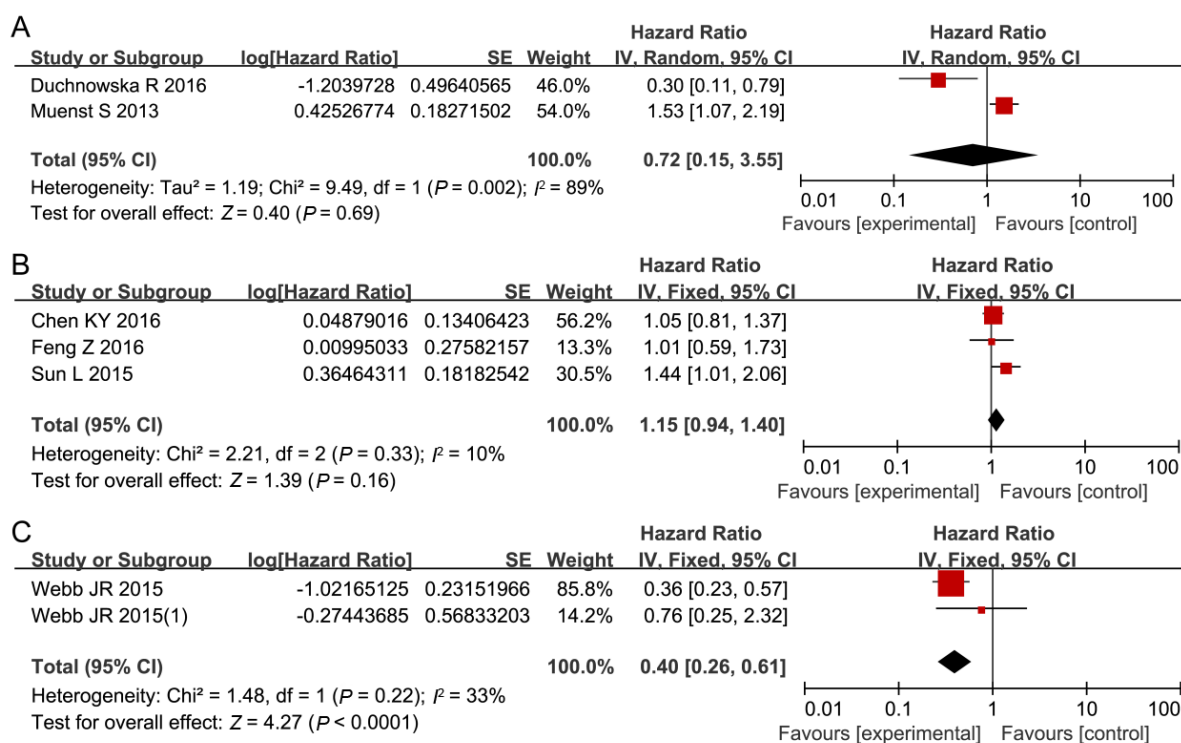 A
Hazard Ratio Hazard Ratio
Study or Subgroup log[Hazard Ratio] SE Weight IV, Random, 95% CI IV, Random, 95% CI
Duchnowska R 2016 -1.2039728 0.49640565 46.0% 0.30 [0.11, 0.79]
Muenst S 2013 0.42526774 0.18271502 54.0% 1.53 [1.07, 2.19]
Total (95% CI) 100.0% 0.72 [0.15, 3.55]
Heterogeneity: Tau² = 1.19; Chi² = 9.49, df = 1 (P = 0.002); I² = 89%
Test for overall effect: Z = 0.40 (P = 0.69)
0.01 0.1 1 10 100
Favours [experimental] Favours [control]
B
Hazard Ratio Hazard Ratio
Study or Subgroup log[Hazard Ratio] SE Weight IV, Fixed, 95% CI IV, Fixed, 95% CI
Chen KY 2016 0.04879016 0.13406423 56.2% 1.05 [0.81, 1.37]
Feng Z 2016 0.00995033 0.27582157 13.3% 1.01 [0.59, 1.73]
Sun L 2015 0.36464311 0.18182542 30.5% 1.44 [1.01, 2.06]
Total (95% CI) 100.0% 1.15 [0.94, 1.40]
Heterogeneity: Chi² = 2.21, df = 2 (P = 0.33); I² = 10%
Test for overall effect: Z = 1.39 (P = 0.16)
0.01 0.1 1 10 100
Favours [experimental] Favours [control]
C
Hazard Ratio Hazard Ratio
Study or Subgroup log[Hazard Ratio] SE Weight IV, Fixed, 95% CI IV, Fixed, 95% CI
Webb JR 2015 -1.02165125 0.23151966 85.8% 0.36 [0.23, 0.57]
Webb JR 2015(1) -0.27443685 0.56833203 14.2% 0.76 [0.25, 2.32]
Total (95% CI) 100.0% 0.40 [0.26, 0.61]
Heterogeneity: Chi² = 1.48, df = 1 (P = 0.22); I² = 33%
Test for overall effect: Z = 4.27 (P < 0.0001)
0.01 0.1 1 10 100
Favours [experimental] Favours [control]